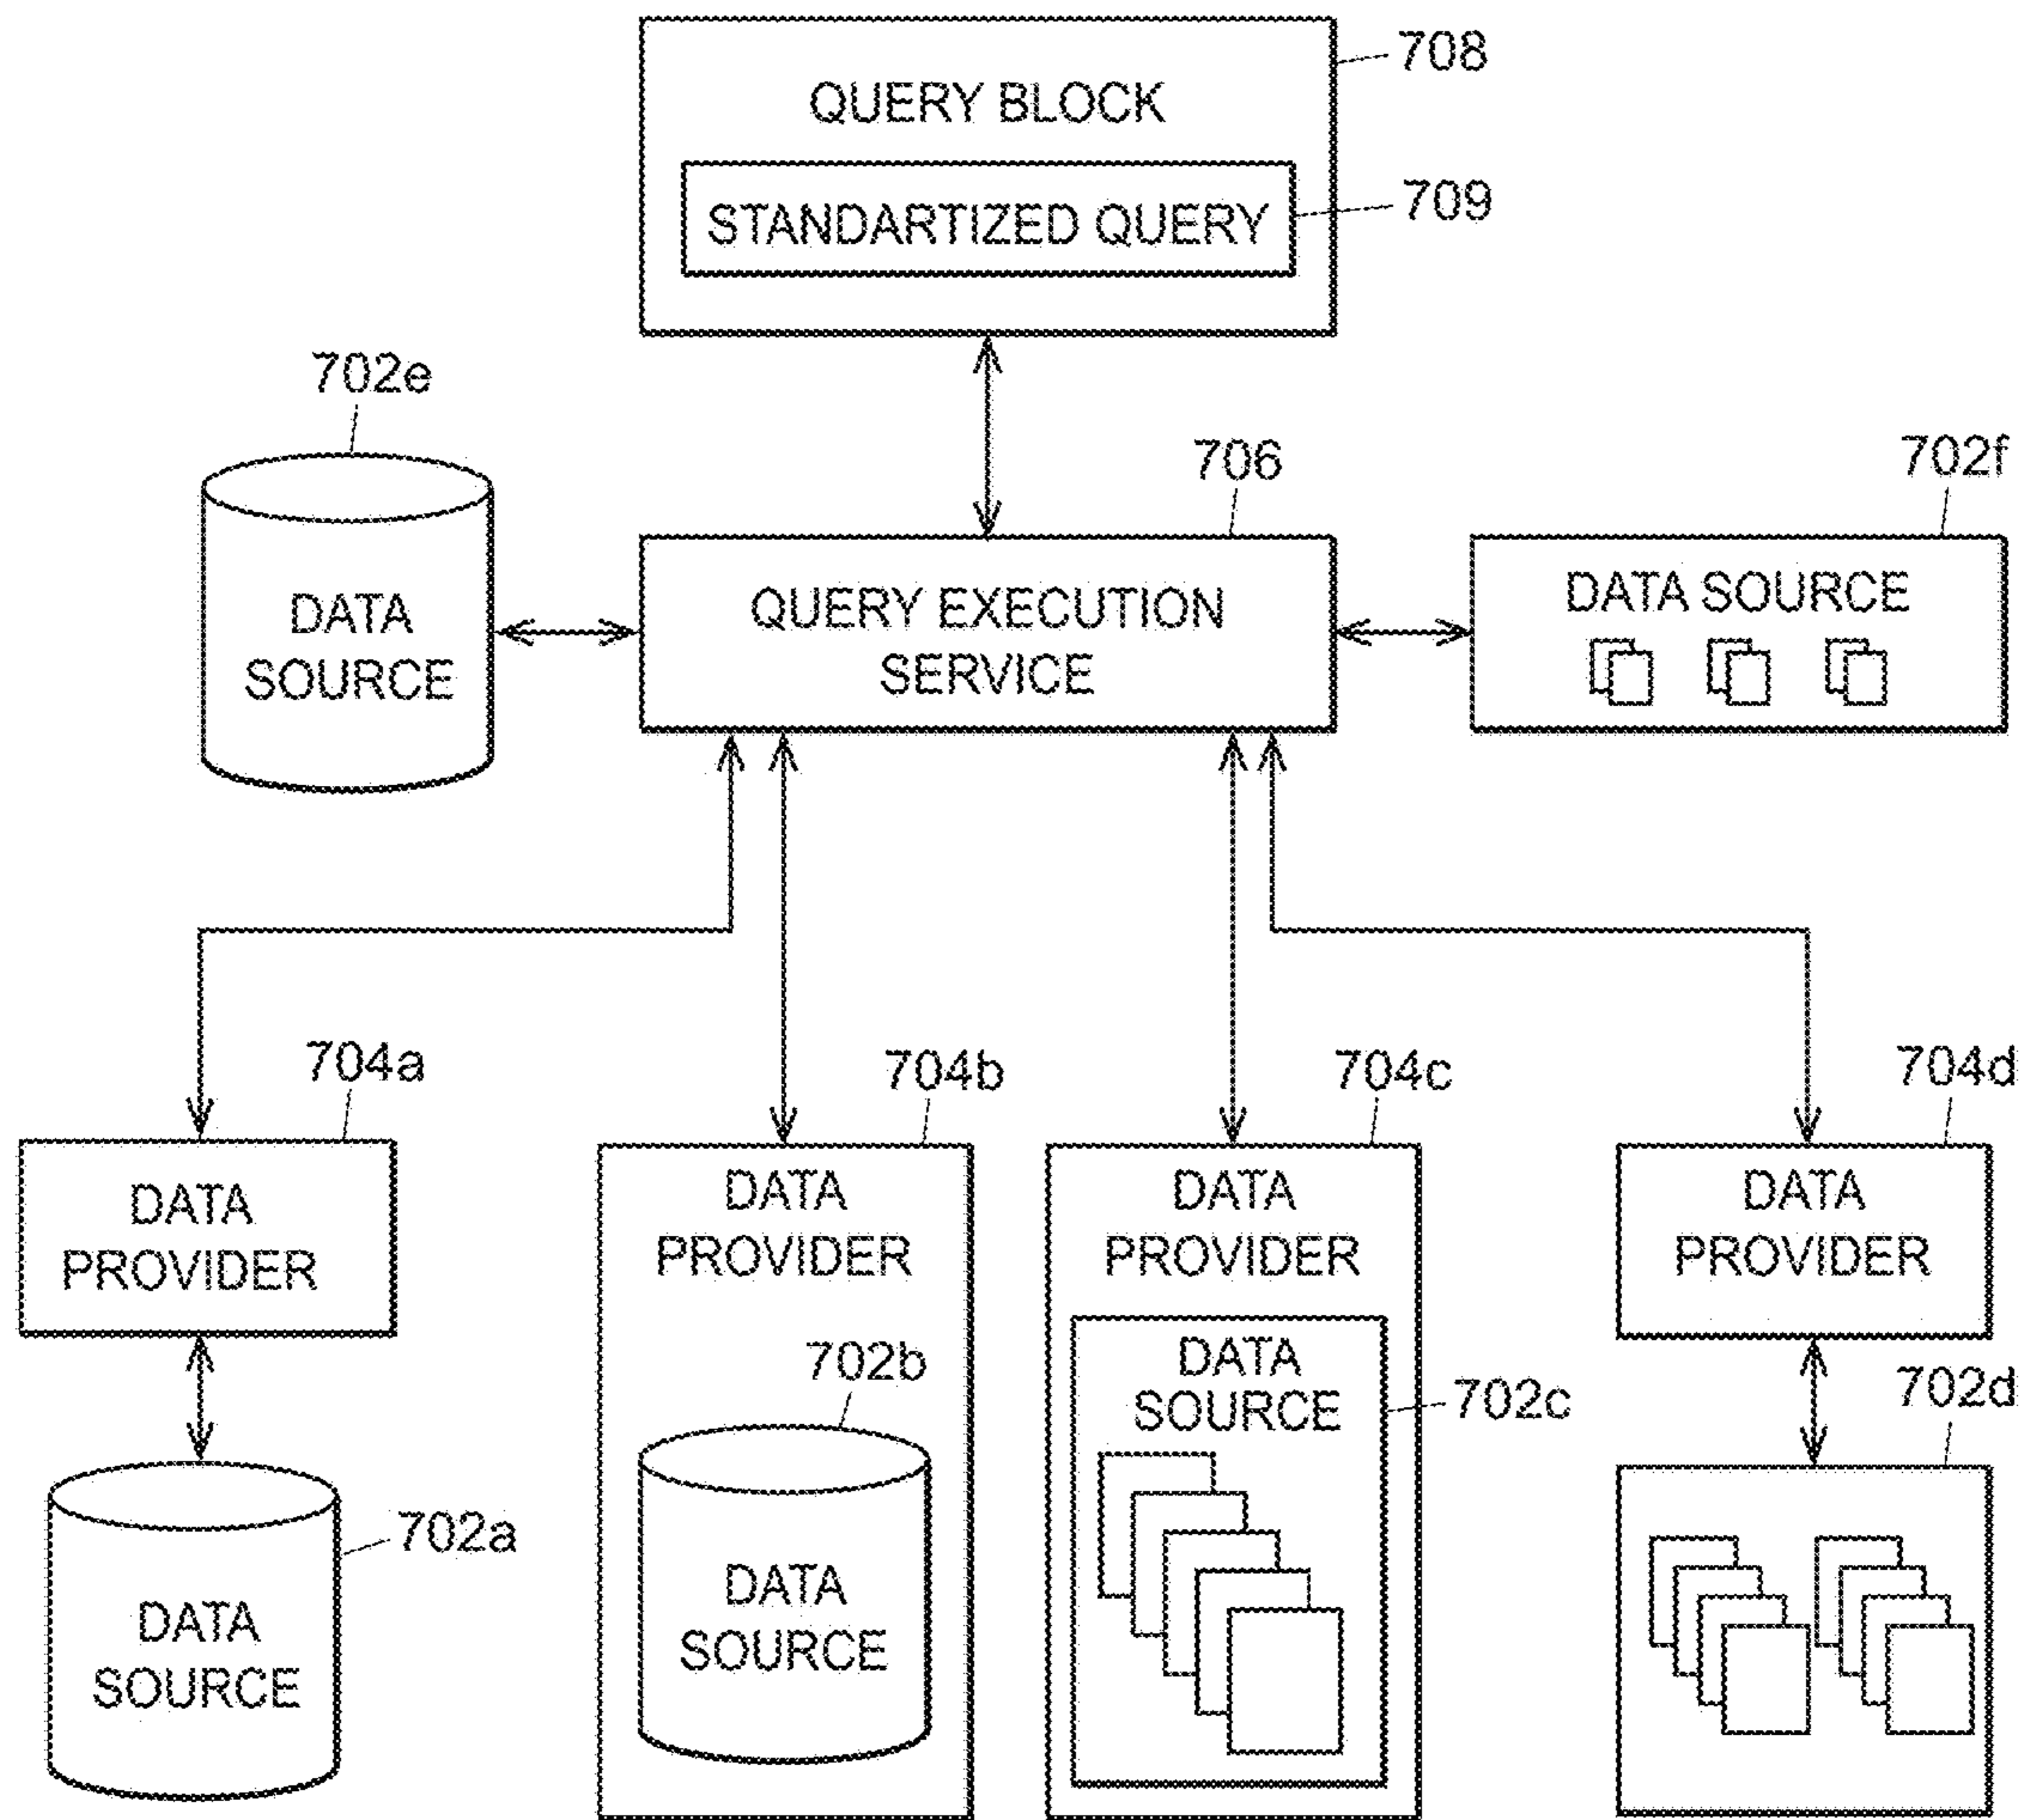 708
QUERY BLOCK
709
STANDARTIZED QUERY
702e
706
702f
DATA
SOURCE
QUERY EXECUTION
SERVICE
DATA SOURCE
704a
704b
704c
704d
DATA
PROVIDER
DATA
PROVIDER
DATA
PROVIDER
DATA
PROVIDER
702b
DATA
SOURCE
702c
702d
702a
DATA
SOURCE
DATA
SOURCE